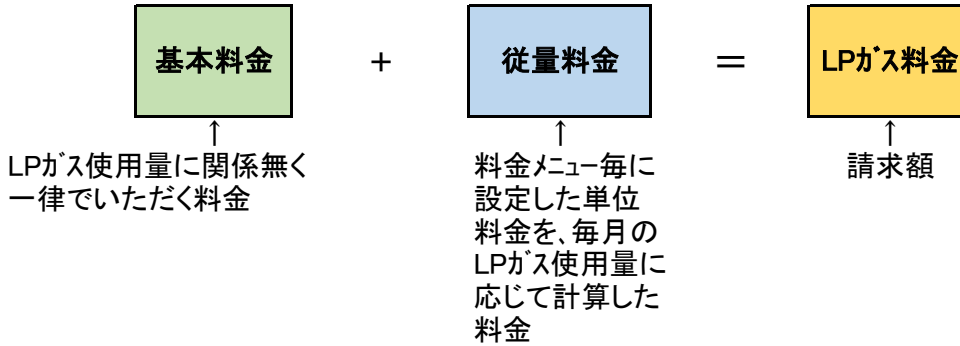 基本料金 + 従量料金 = LPガス料金
↑ ↑ ↑
LPガス使用量に関係無く
一律でいただく料金
料金メニュー毎に
設定した単位
料金を、毎月の
LPガス使用量に
応じて計算した
料金
請求額